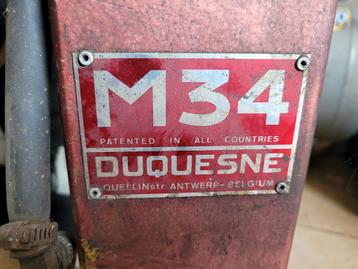 M34
PATENTED IN ALL COUNTRIES
DUQUESNE
QUELLINstr ANTWERP-BELGIUM